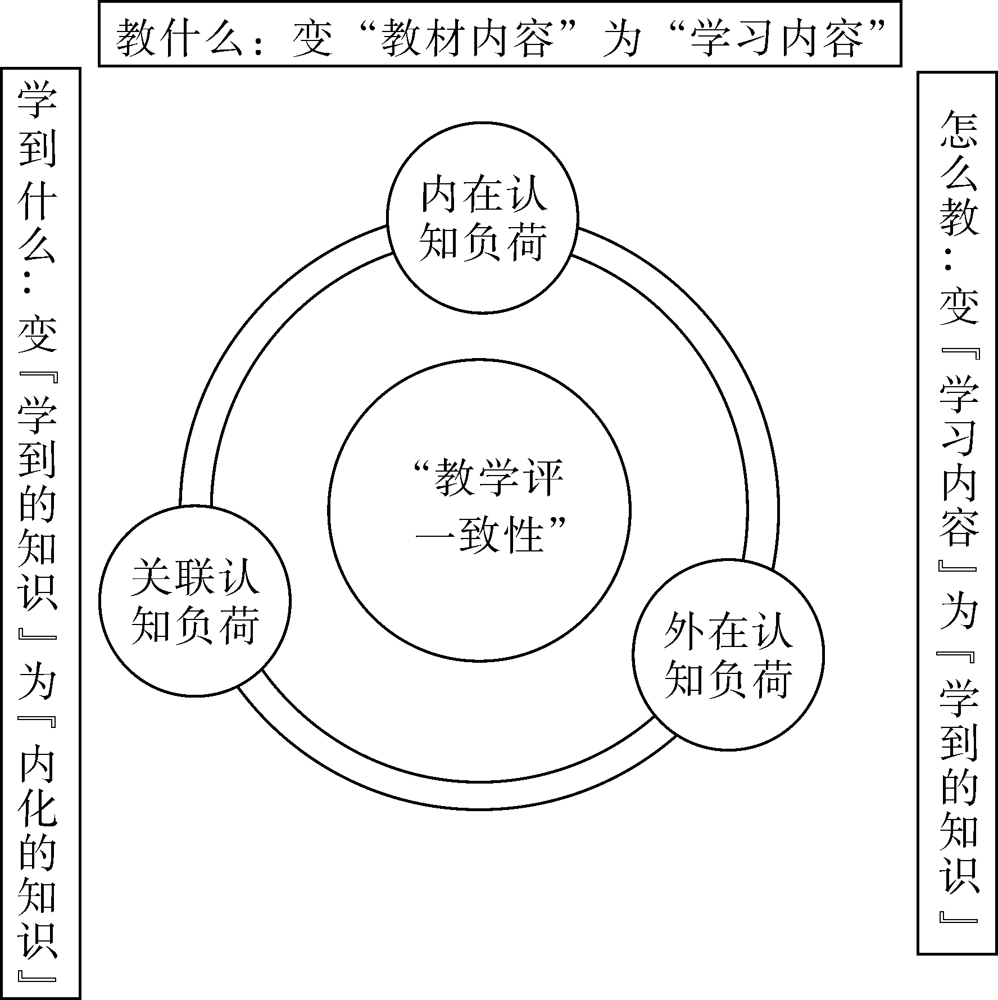 教什么：变“教材内容”为“学习内容”
学到什么：变『学到的知识』为『内化的知识』
怎么教：变『学习内容』为『学到的知识』
内在认
知负荷
“教学评
一致性”
关联认
知负荷
外在认
知负荷